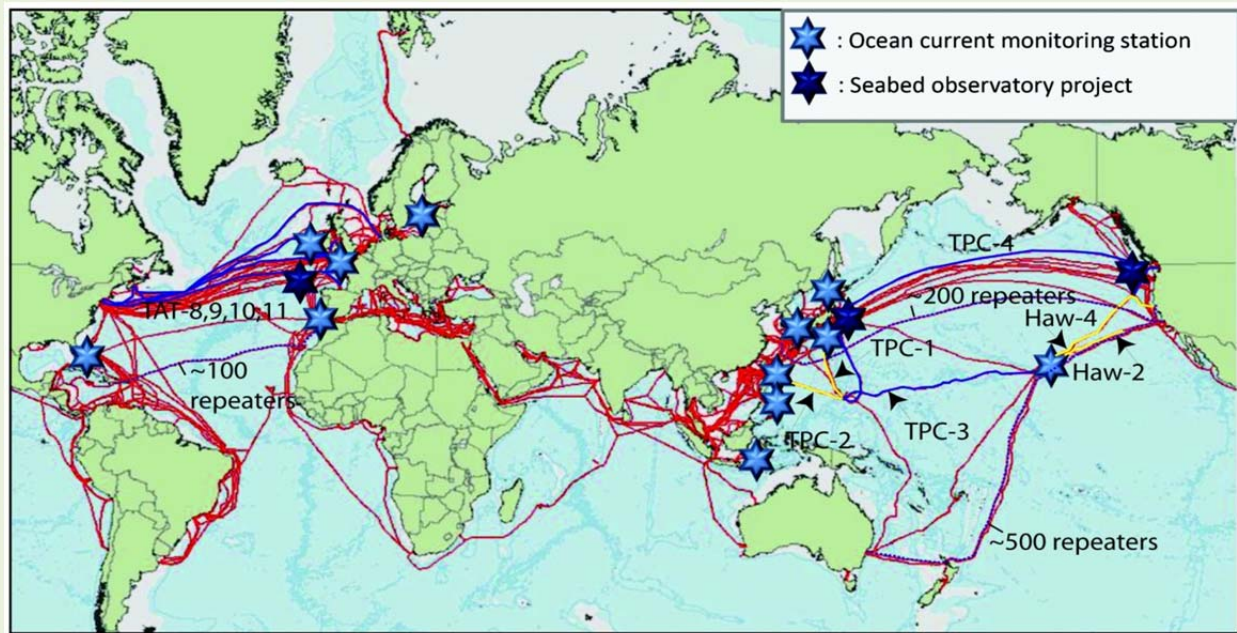 : Ocean current monitoring station
: Seabed observatory project
TPC-4
~200 repeaters
TAT-8,9,10,11
Haw-4
TPC-1
~100
repeaters
Haw-2
TPC-2
TPC-3
~500 repeaters